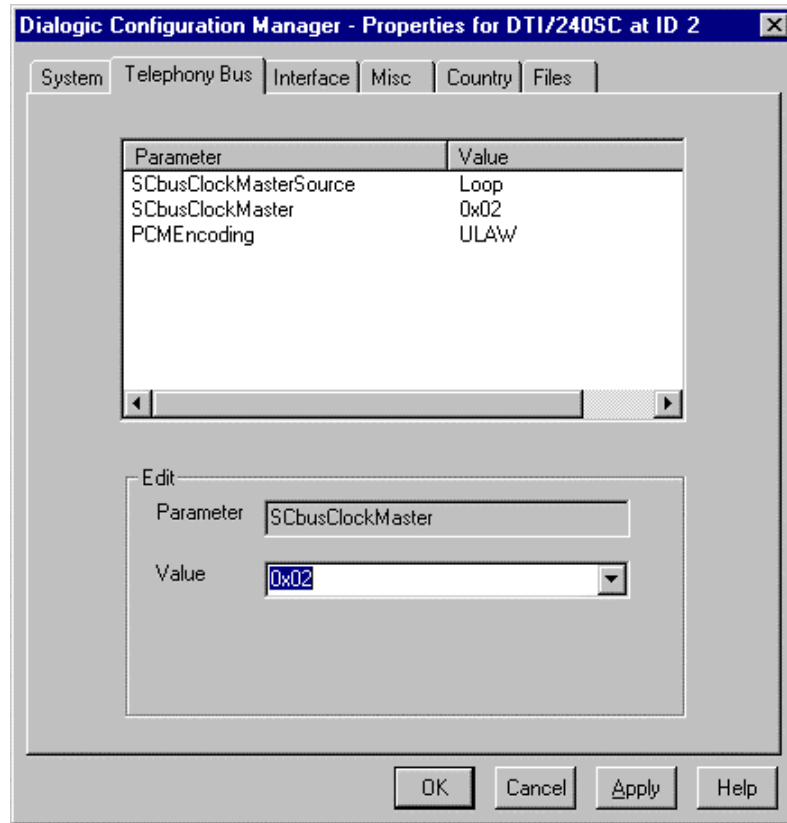 Dialogic Configuration Manager - Properties for DTI/240SC at ID 2
System Telephony Bus Interface Misc Country Files
Parameter Value
SCbusClockMasterSource Loop
SCbusClockMaster 0x02
PCMEncoding ULAW
Edit
Parameter SCbusClockMaster
Value 0x02
OK Cancel Apply Help